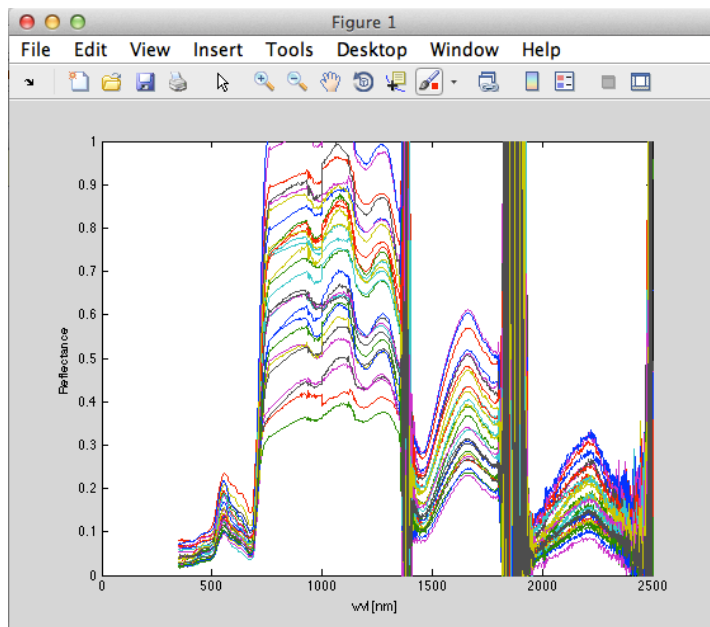 Figure 1
File Edit View Insert Tools Desktop Window Help
1
0.9
0.8
0.7
0.6
0.5
0.4
0.3
0.2
0.1
0
Reflectance
0 500 1000 1500 2000 2500
wvl [nm]